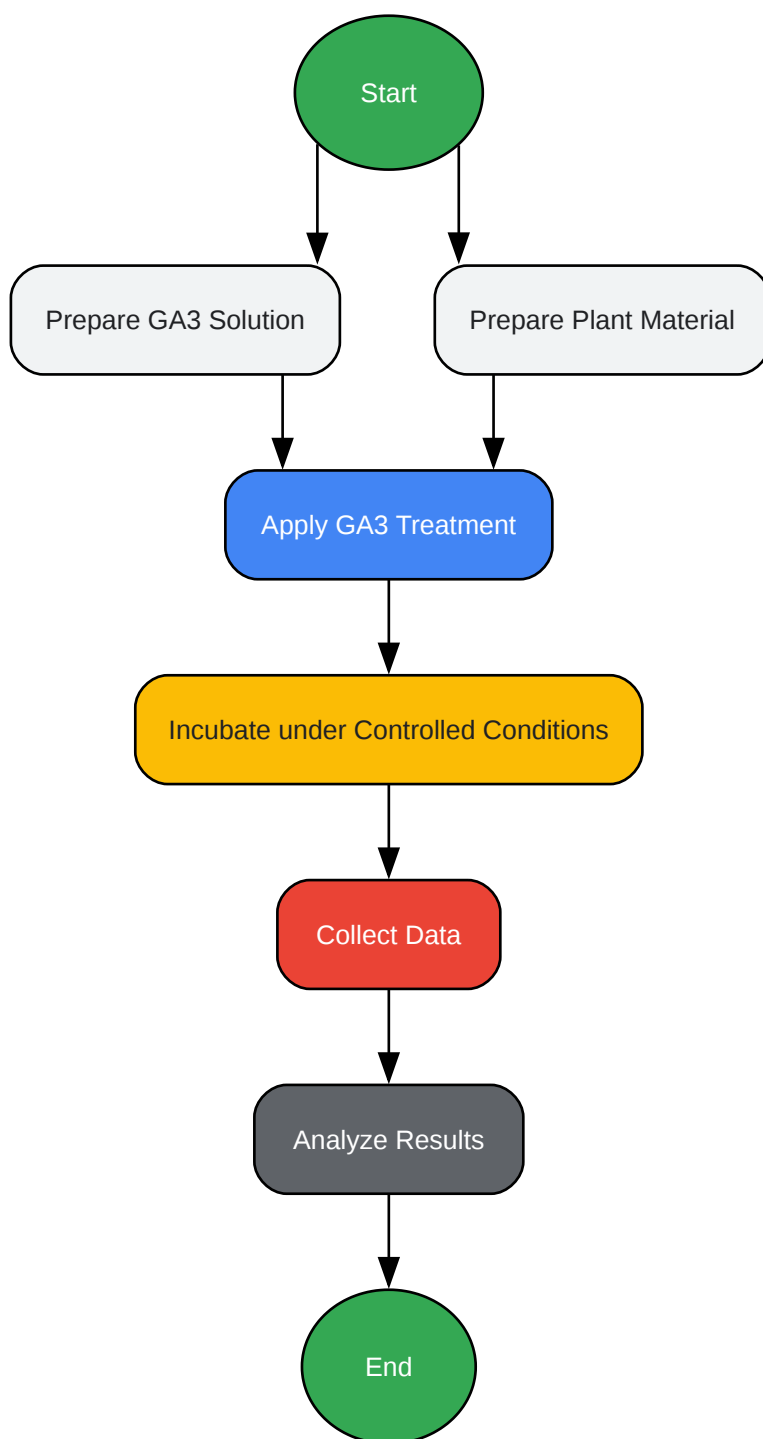 Start
Prepare GA3 Solution
Prepare Plant Material
Apply GA3 Treatment
Incubate under Controlled Conditions
Collect Data
Analyze Results
End